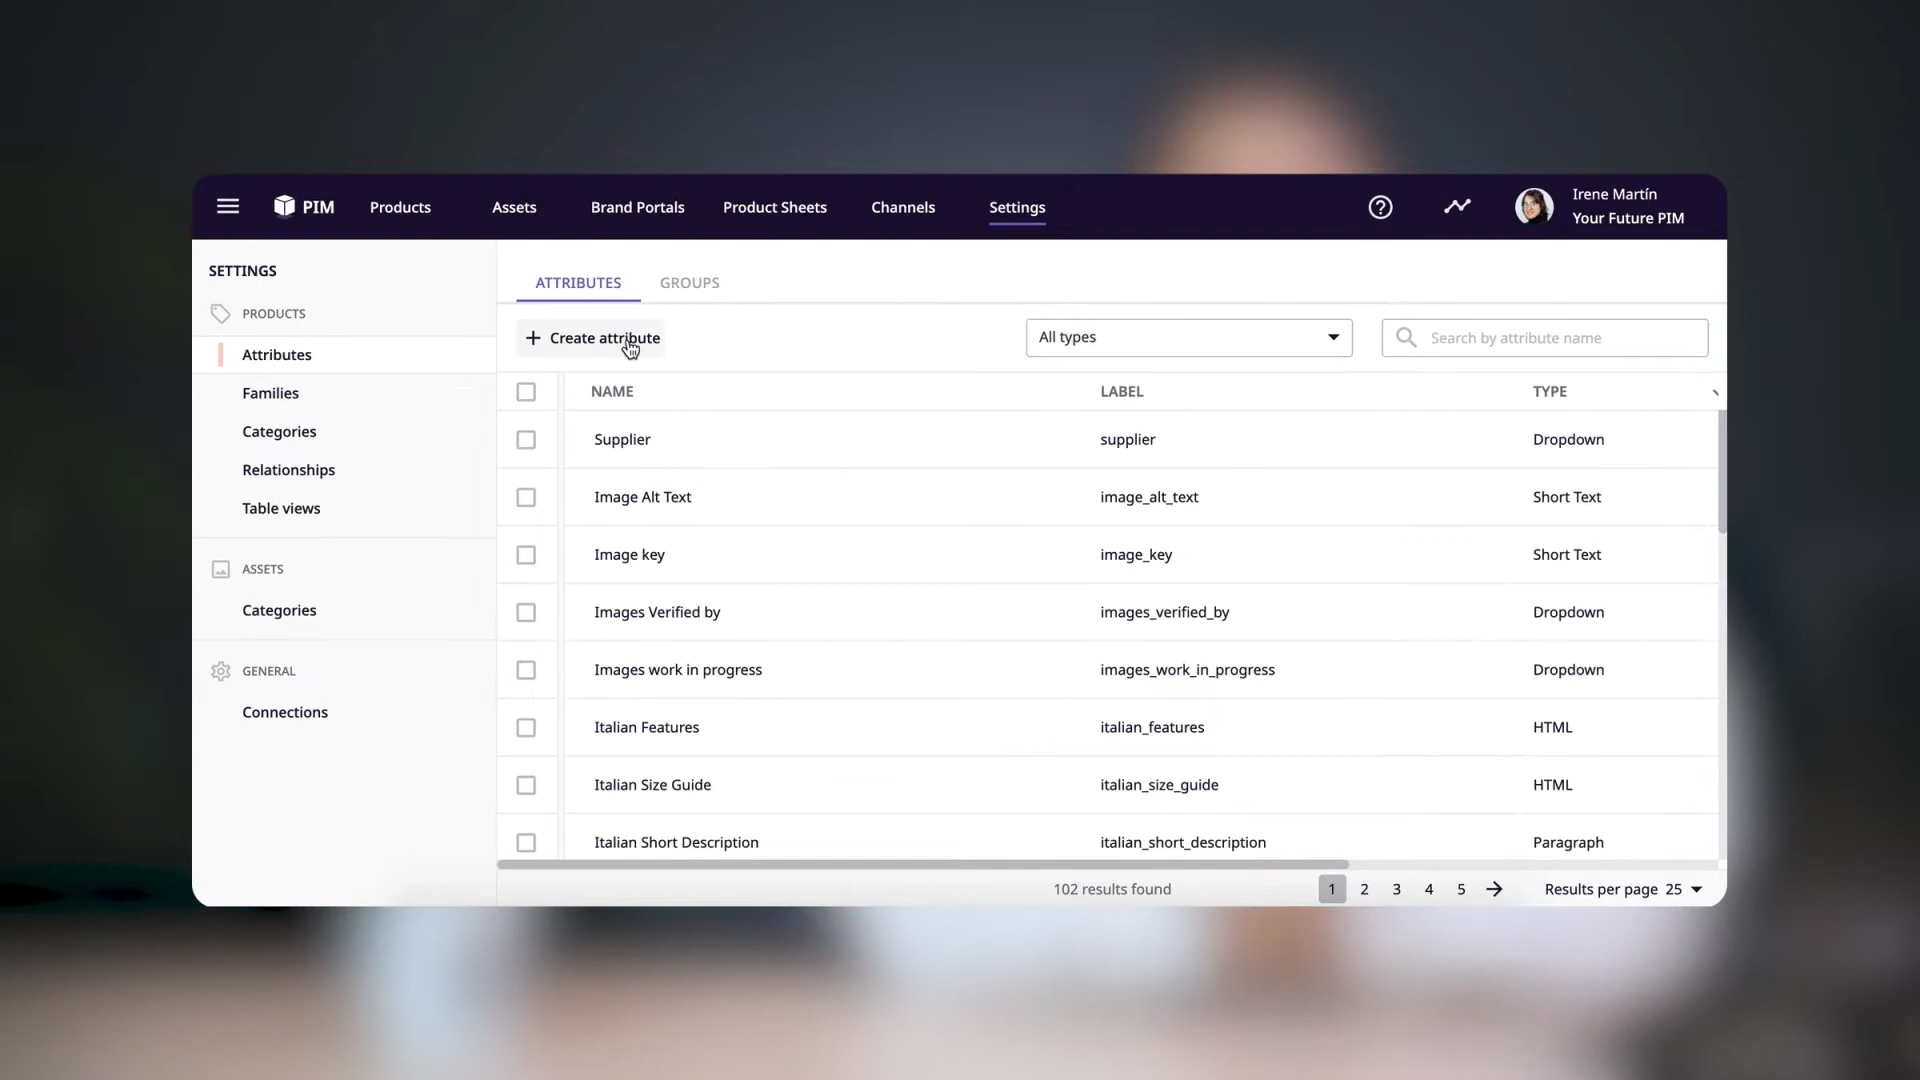 PIM
Products
Assets
Brand Portals
Product Sheets
Channels
Settings
Irene Martín
Your Future PIM
SETTINGS
PRODUCTS
Attributes
Families
Categories
Relationships
Table views
ASSETS
Categories
GENERAL
Connections
ATTRIBUTES
GROUPS
+ Create attribute
All types
Search by attribute name
NAME LABEL TYPE
Supplier supplier Dropdown
Image Alt Text image_alt_text Short Text
Image key image_key Short Text
Images Verified by images_verified_by Dropdown
Images work in progress images_work_in_progress Dropdown
Italian Features italian_features HTML
Italian Size Guide italian_size_guide HTML
Italian Short Description italian_short_description Paragraph
102 results found
1 2 3 4 5
Results per page 25